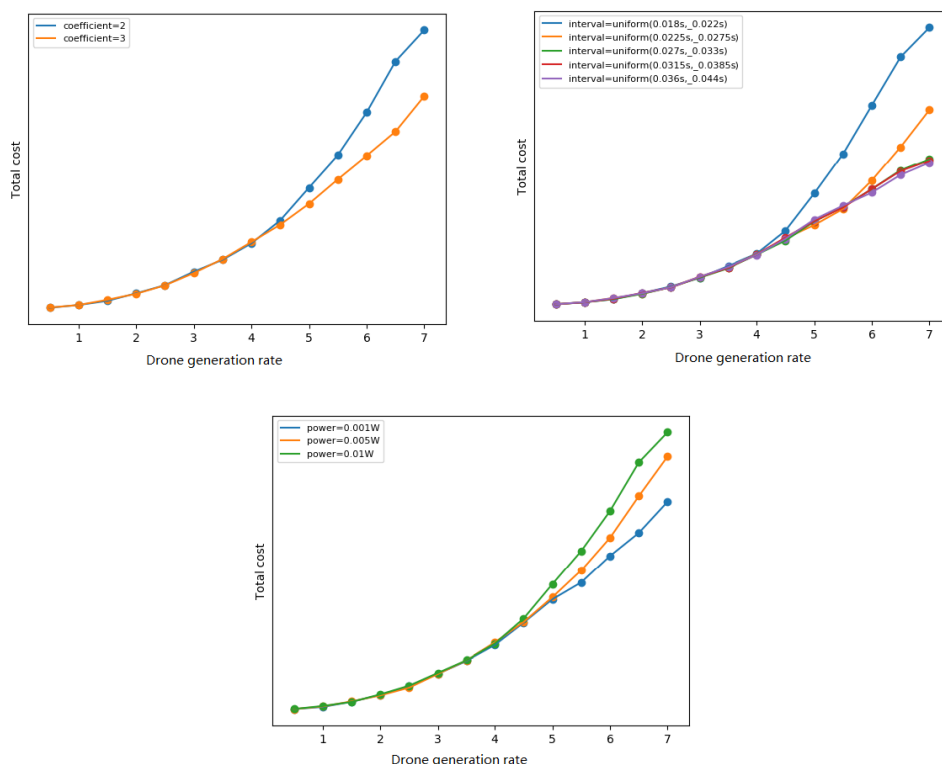 coefficient=2
coefficient=3
Total cost
1 2 3 4 5 6 7
Drone generation rate
interval=uniform(0.018s,_0.022s)
interval=uniform(0.0225s,_0.0275s)
interval=uniform(0.027s,_0.033s)
interval=uniform(0.0315s,_0.0385s)
interval=uniform(0.036s,_0.044s)
Total cost
1 2 3 4 5 6 7
Drone generation rate
power=0.001W
power=0.005W
power=0.01W
Total cost
1 2 3 4 5 6 7
Drone generation rate